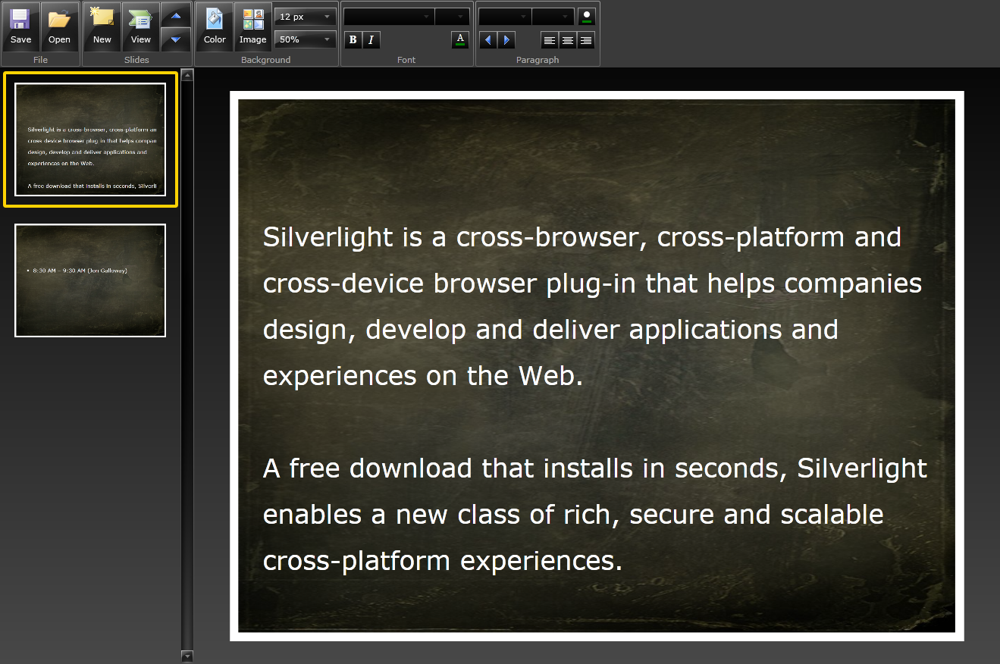 Save
Open
New
View
Color
Image
12 px
50%
B
I
A
File
Slides
Background
Font
Paragraph
Silverlight is a cross-browser, cross-platform an
cross-device browser plug-in that helps compan
design, develop and deliver applications and
experiences on the Web.
A free download that installs in seconds, Silverli
• 8:30 AM – 9:30 AM (Jon Galloway)
Silverlight is a cross-browser, cross-platform and
cross-device browser plug-in that helps companies
design, develop and deliver applications and
experiences on the Web.
A free download that installs in seconds, Silverlight
enables a new class of rich, secure and scalable
cross-platform experiences.